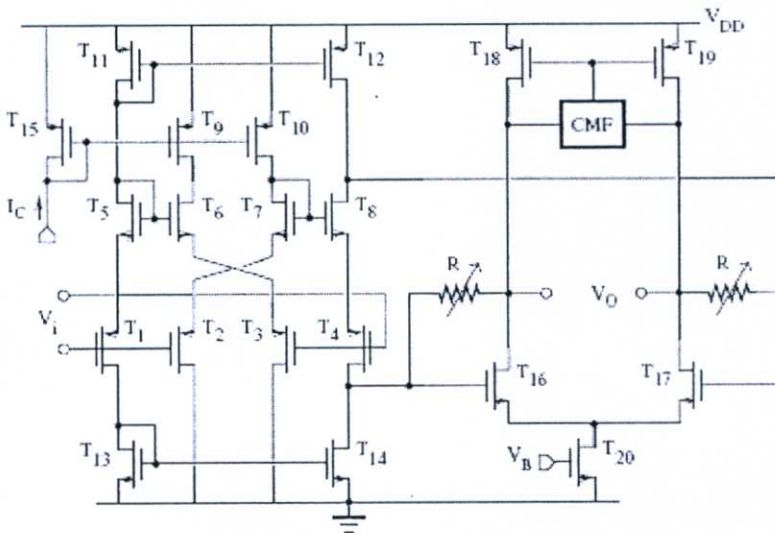 V_DD
T_11 T_12 T_18 T_19
T_15 T_9 T_10 CMF
I_C T_5 T_6 T_7 T_8
R V_O R
V_i T_1 T_2 T_3 T_4
T_16 T_17
T_13 T_14 V_B T_20